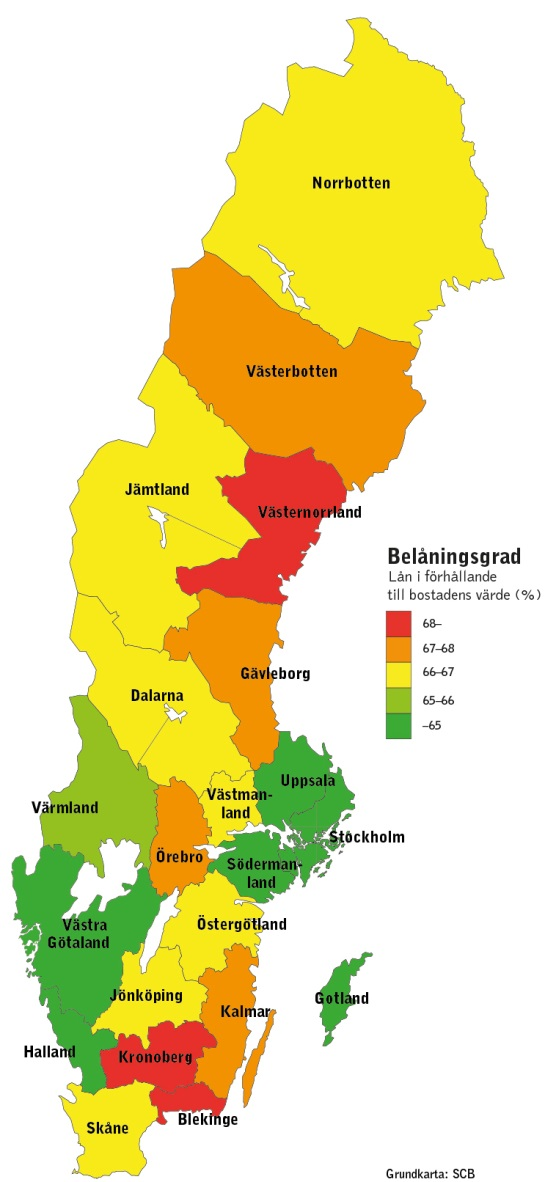 Norrbotten
Västerbotten
Jämtland
Västernorrland
Belåningsgrad
Lån i förhållande
till bostadens värde (%)
68–
67–68
66–67
65–66
–65
Gävleborg
Dalarna
Uppsala
Västman-
land
Värmland
Stockholm
Örebro
Söderman-
land
Östergötland
Västra
Götaland
Jönköping
Gotland
Kalmar
Halland
Kronoberg
Blekinge
Skåne
Grundkarta: SCB